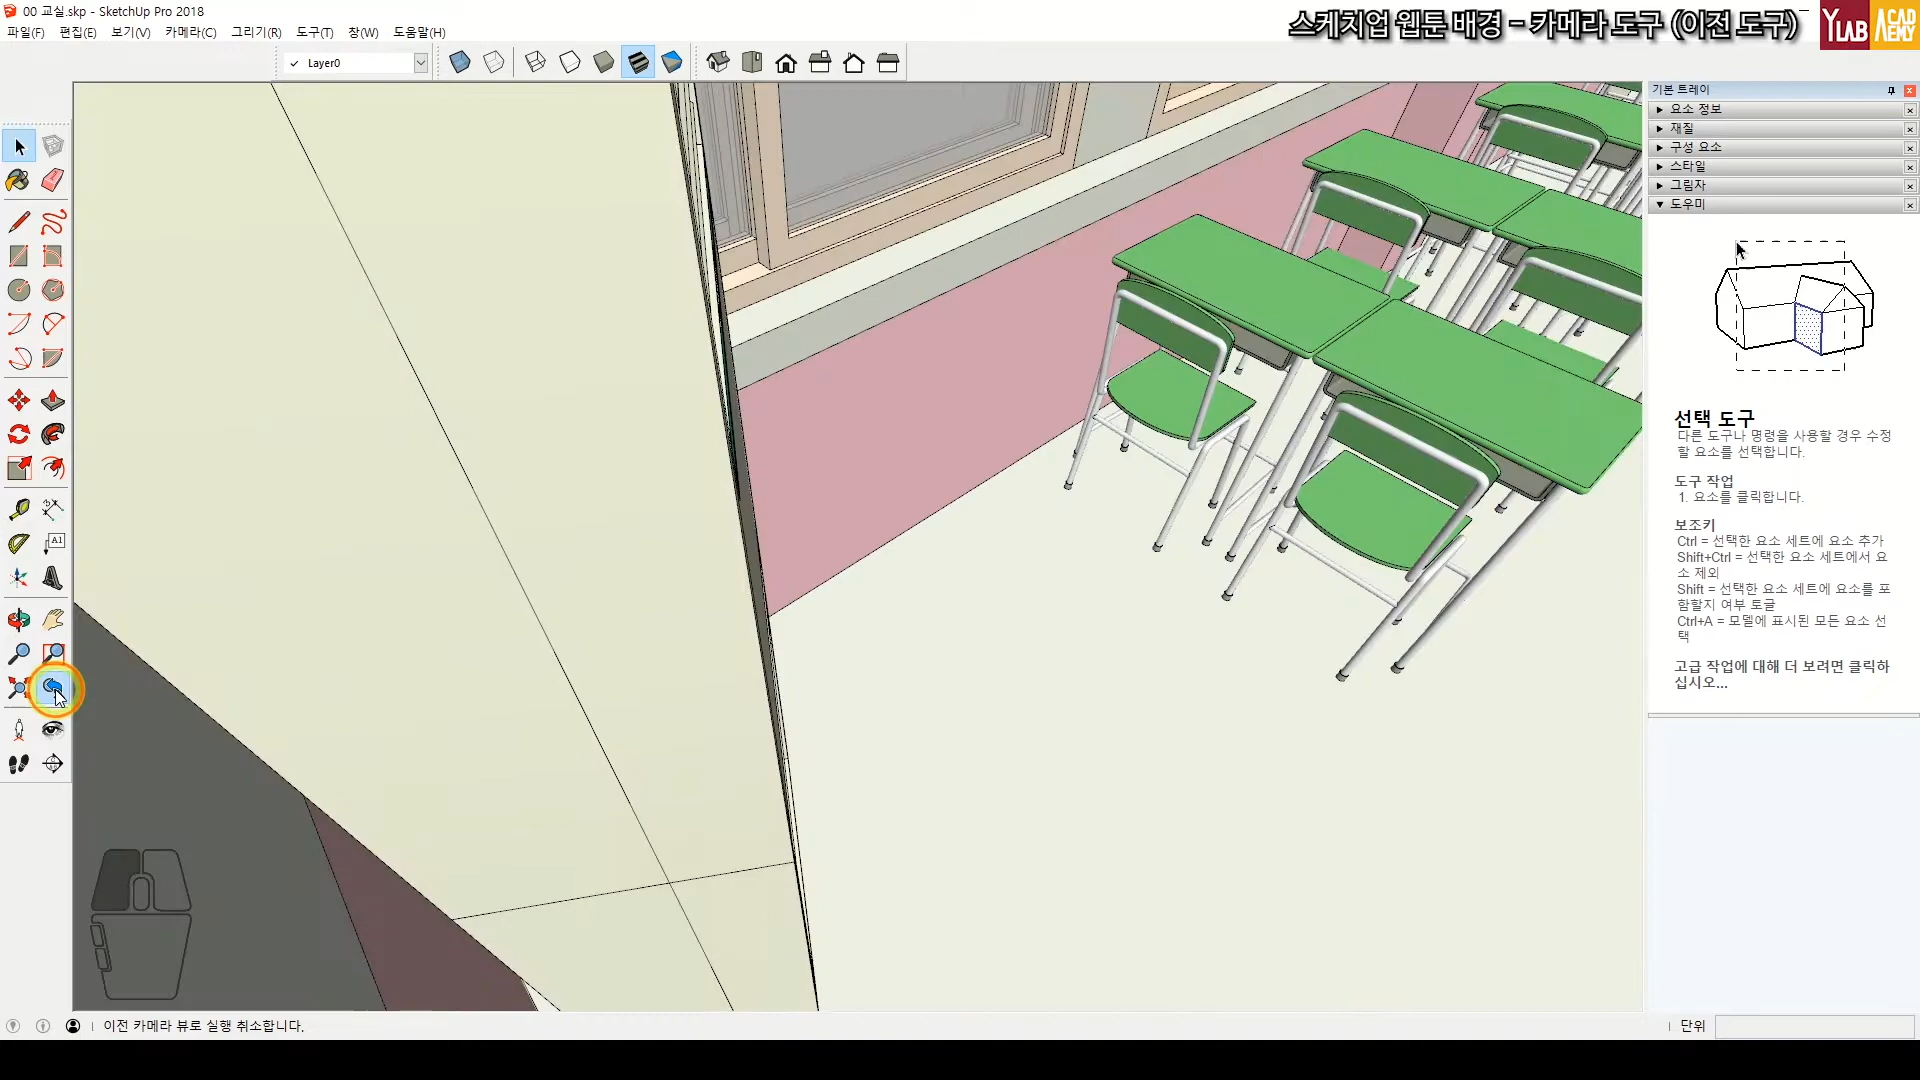 00 교실.skp - SketchUp Pro 2018
스케치업 웹툰 배경 - 카메라 도구 (이전 도구)
YLAB ACADEMY
파일(F) 편집(E) 보기(V) 카메라(C) 그리기(R) 도구(T) 창(W) 도움말(H)
Layer0
기본 트레이
요소 정보
재질
구성 요소
스타일
그림자
도우미
선택 도구
다른 도구나 명령을 사용할 경우 수정
할 요소를 선택합니다.
도구 작업
1. 요소를 클릭합니다.
보조키
Ctrl = 선택한 요소 세트에 요소 추가
Shift+Ctrl = 선택한 요소 세트에서 요
소 제외
Shift = 선택한 요소 세트에 요소를 포
함할지 여부 토글
Ctrl+A = 모델에 표시된 모든 요소 선
택
고급 작업에 대해 더 보려면 클릭하
십시오...
A1
이전 카메라 뷰로 실행 취소합니다.
단위